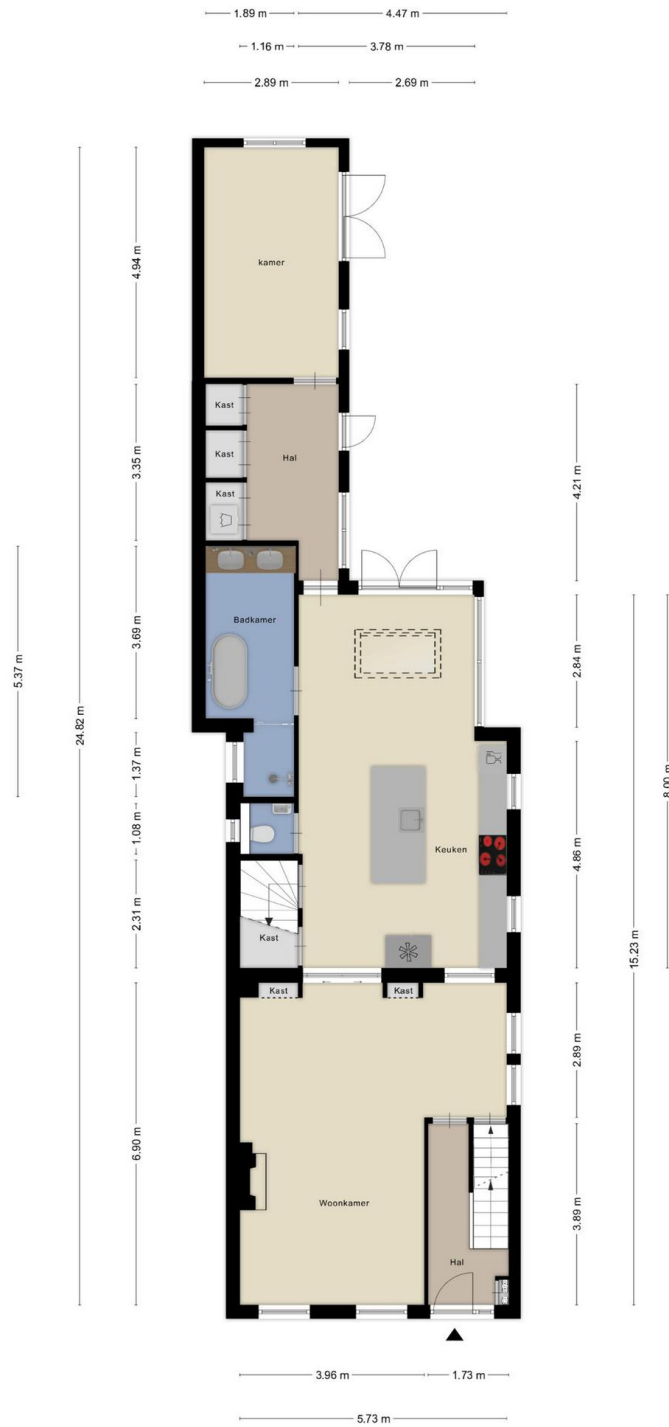 1.89 m
4.47 m
1.16 m
3.78 m
2.89 m
2.69 m
4.94 m
kamer
Kast
3.35 m
Kast
Hal
4.21 m
Kast
3.69 m
Badkamer
2.84 m
5.37 m
24.82 m
1.37 m
8.00 m
1.08 m
Keuken
4.86 m
2.31 m
Kast
15.23 m
Kast
Kast
2.89 m
6.90 m
Woonkamer
3.89 m
Hal
3.96 m
1.73 m
5.73 m